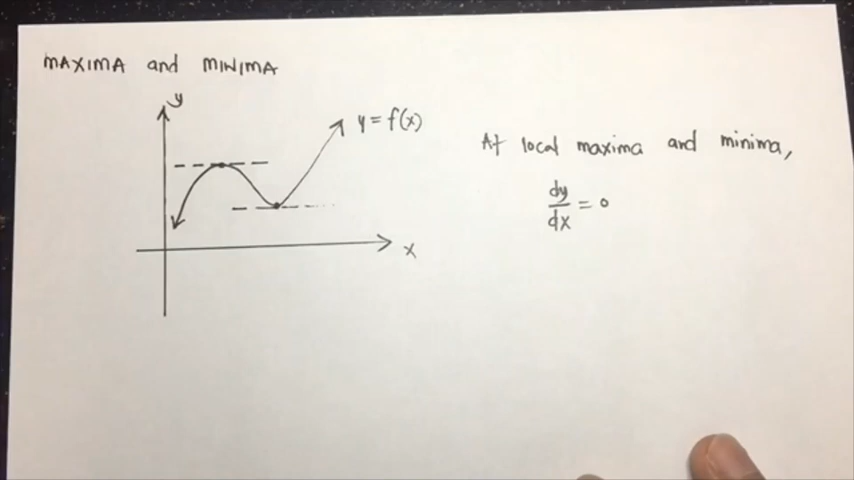 MAXIMA and MINIMA
y
y = f(x)
x
At local maxima and minima,
dy
dx = 0